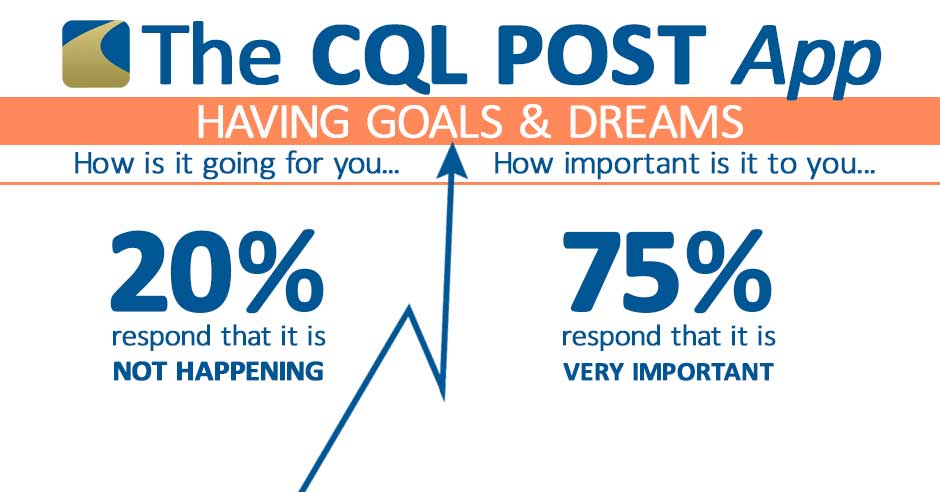 The CQL POST App
HAVING GOALS & DREAMS
How is it going for you...
How important is it to you...
20%
respond that it is
NOT HAPPENING
75%
respond that it is
VERY IMPORTANT